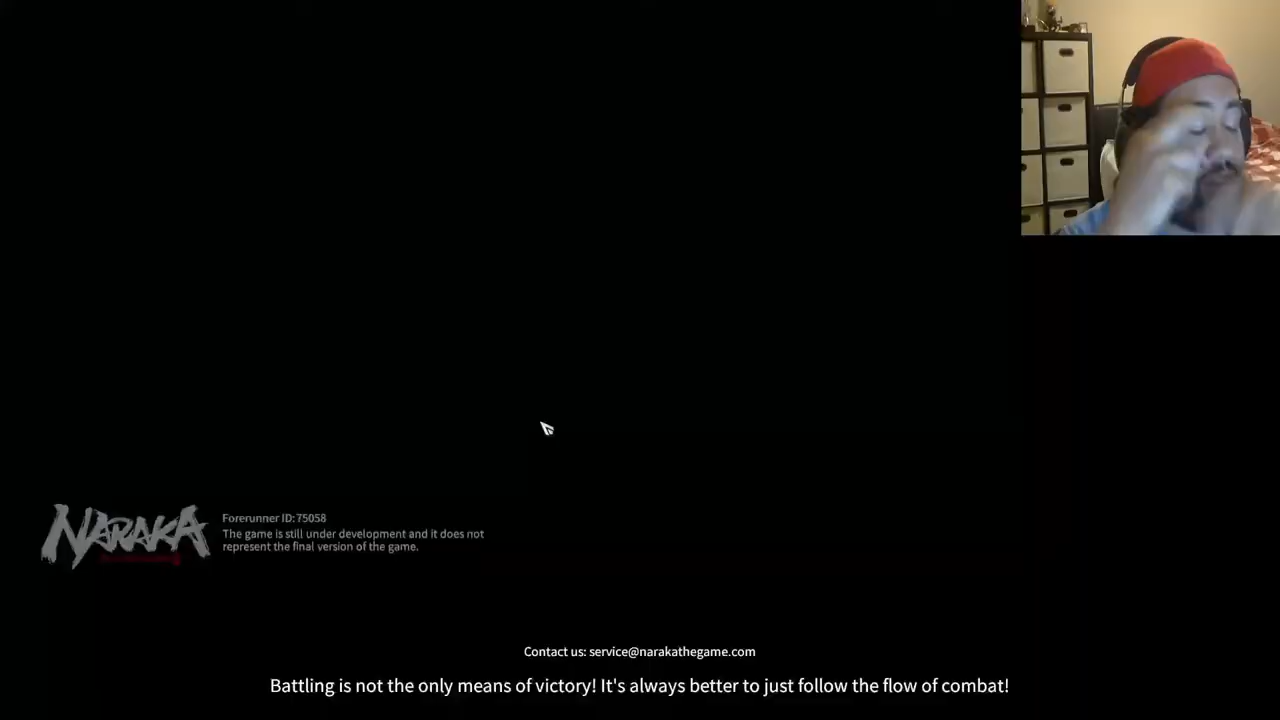 NARAKA
Forerunner ID:75058
The game is still under development and it does not
represent the final version of the game.
Contact us: service@narakathegame.com
Battling is not the only means of victory! It's always better to just follow the flow of combat!